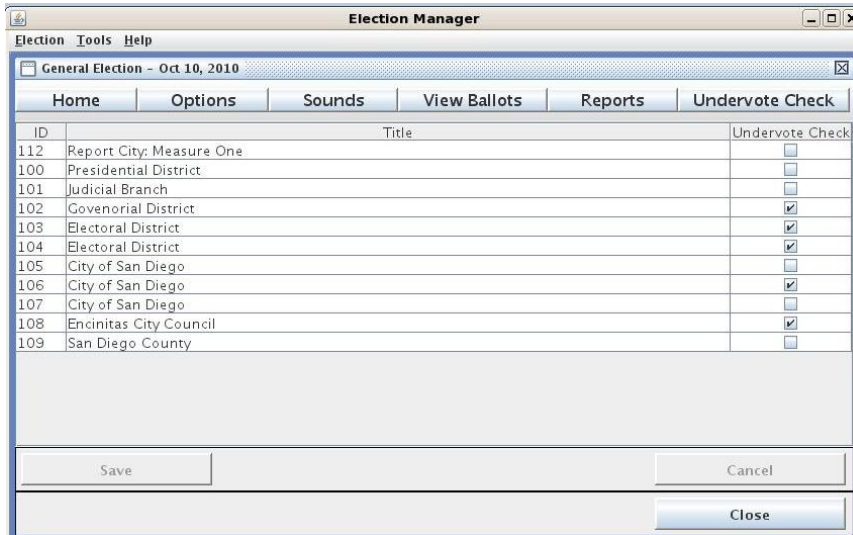 Election Manager
Election Tools Help
General Election – Oct 10, 2010
Home Options Sounds View Ballots Reports Undervote Check
ID Title Undervote Check
112 Report City: Measure One
100 Presidential District
101 Judicial Branch
102 Govenorial District
103 Electoral District
104 Electoral District
105 City of San Diego
106 City of San Diego
107 City of San Diego
108 Encinitas City Council
109 San Diego County
Save Cancel
Close